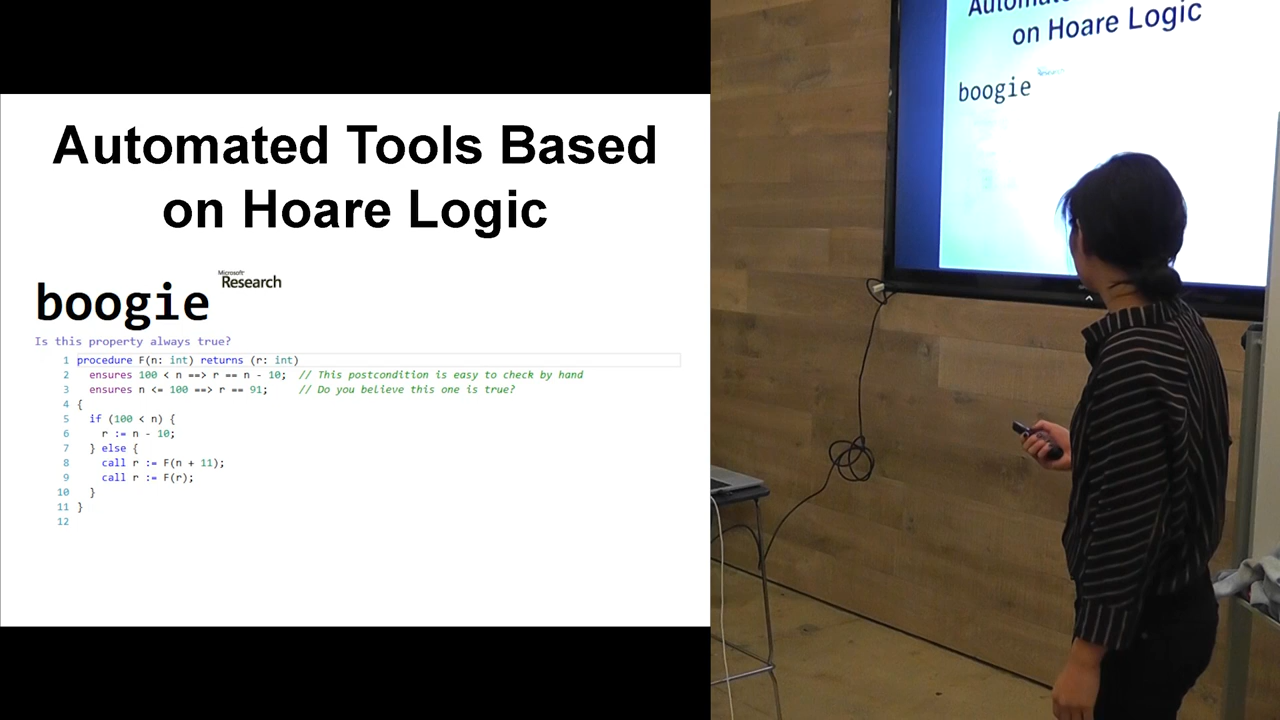 Automated Tools Based
on Hoare Logic
Microsoft
Research
boogie
Is this property always true?
1 procedure F(n: int) returns (r: int)
2 ensures 100 < n ==> r == n - 10; // This postcondition is easy to check by hand
3 ensures n <= 100 ==> r == 91; // Do you believe this one is true?
4 {
5 if (100 < n) {
6 r := n - 10;
7 } else {
8 call r := F(n + 11);
9 call r := F(r);
10 }
11 }
12
on Hoare Logic
Research
boogie